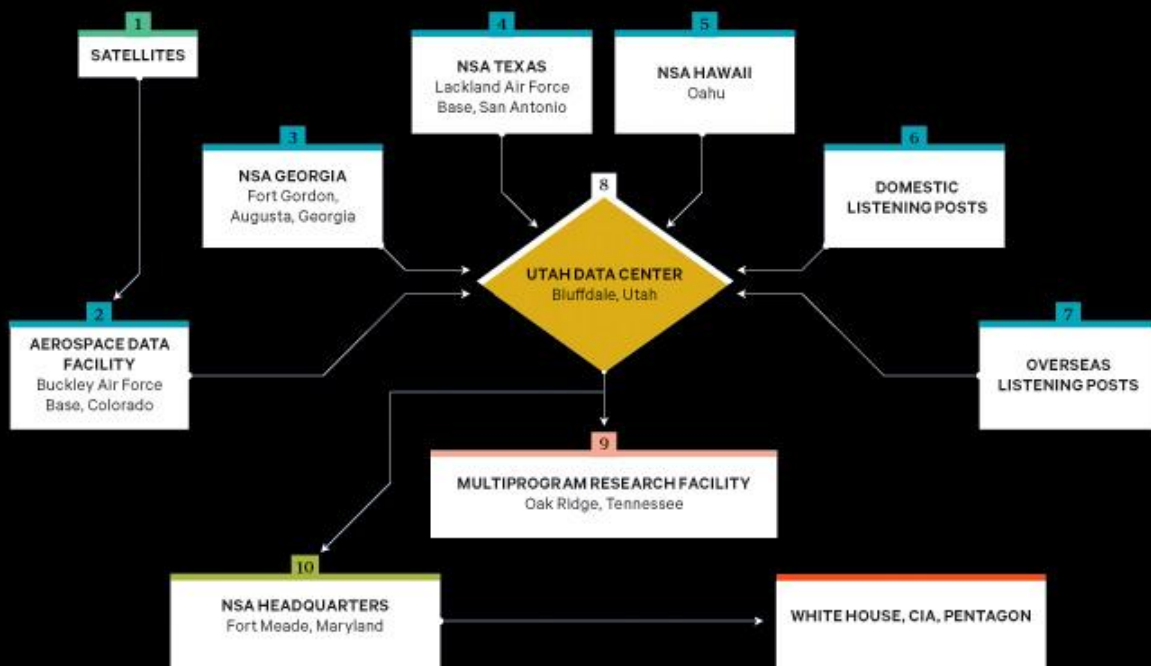 1
SATELLITES
4
NSA TEXAS
Lackland Air Force
Base, San Antonio
5
NSA HAWAII
Oahu
3
NSA GEORGIA
Fort Gordon,
Augusta, Georgia
6
DOMESTIC
LISTENING POSTS
8
UTAH DATA CENTER
Bluffdale, Utah
2
AEROSPACE DATA
FACILITY
Buckley Air Force
Base, Colorado
7
OVERSEAS
LISTENING POSTS
9
MULTIPROGRAM RESEARCH FACILITY
Oak Ridge, Tennessee
10
NSA HEADQUARTERS
Fort Meade, Maryland
WHITE HOUSE, CIA, PENTAGON